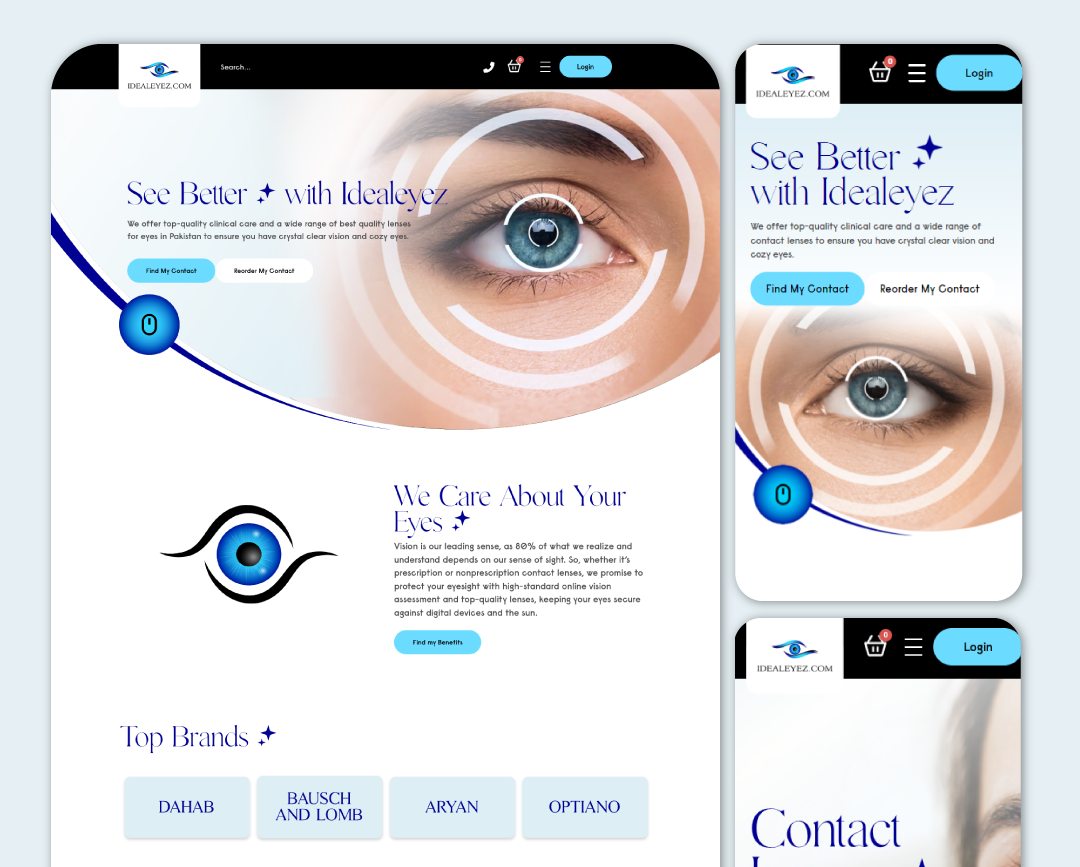 IDEALEYEZ.COM
Search...
0
Login
See Better with Idealeyez
We offer top-quality clinical care and a wide range of best quality lenses
for eyes in Pakistan to ensure you have crystal clear vision and cozy eyes.
Find My Contact
Reorder My Contact
We Care About Your
Eyes
Vision is our leading sense, as 80% of what we realize and
understand depends on our sense of sight. So, whether it's
prescription or nonprescription contact lenses, we promise to
protect your eyesight with high-standard online vision
assessment and top-quality lenses, keeping your eyes secure
against digital devices and the sun.
Find my Benefits
Top Brands
DAHAB
BAUSCH
AND LOMB
ARYAN
OPTIANO
IDEALEYEZ.COM
0
Login
See Better
with Idealeyez
We offer top-quality clinical care and a wide range of
contact lenses to ensure you have crystal clear vision and
cozy eyes.
Find My Contact
Reorder My Contact
IDEALEYEZ.COM
0
Login
Contact